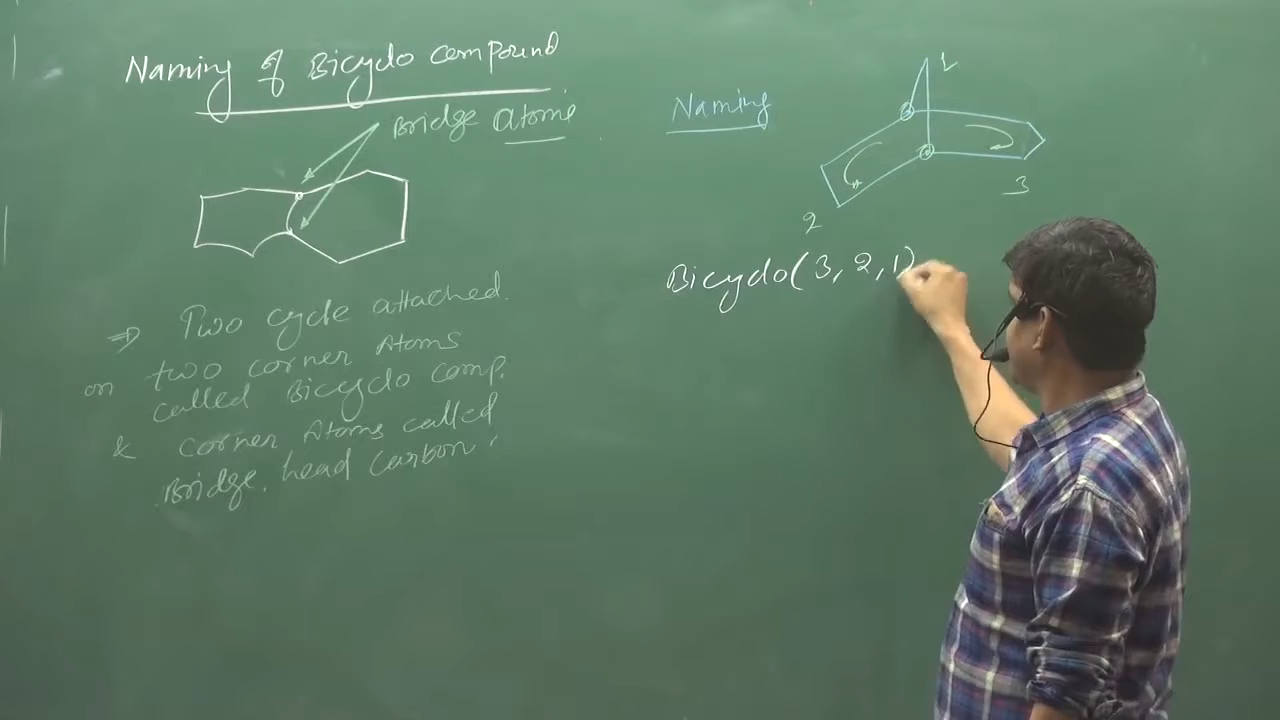 Naming of Bicyclo compound
Bridge atoms
⇒ Two cycle attached.
on two corner Atoms
called Bicyclo comp.
& corner Atoms called
Bridge. head carbon
Naming
1
2
3
Bicyclo(3,2,1)